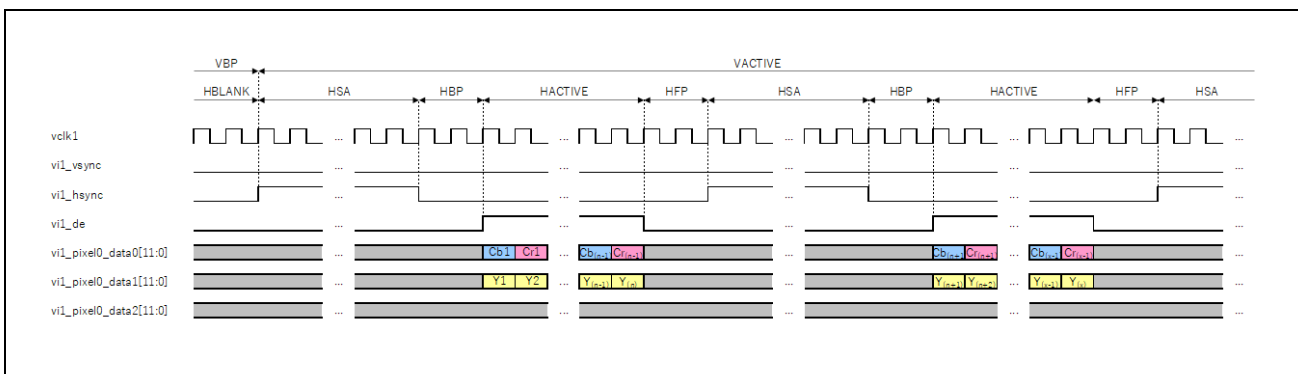 VBP VACTIVE
HBLANK HSA HBP HACTIVE HFP HSA HBP HACTIVE HFP HSA
vclk1 ... ... ... ... ...
vi1_vsync ... ... ... ... ...
vi1_hsync ... ... ... ... ...
vi1_de ... ... ... ... ...
vi1_pixel0_data0[11:0] ... Cb1 Cr1 ... Cb(n-1) Cr(n-1) ... Cb(n+1) Cr(n+1) ... Cb(x-1) Cr(x-1) ...
vi1_pixel0_data1[11:0] ... Y1 Y2 ... Y(n-1) Y(n) ... Y(n+1) Y(n+2) ... Y(x-1) Y(x) ...
vi1_pixel0_data2[11:0] ... ... ... ... ...